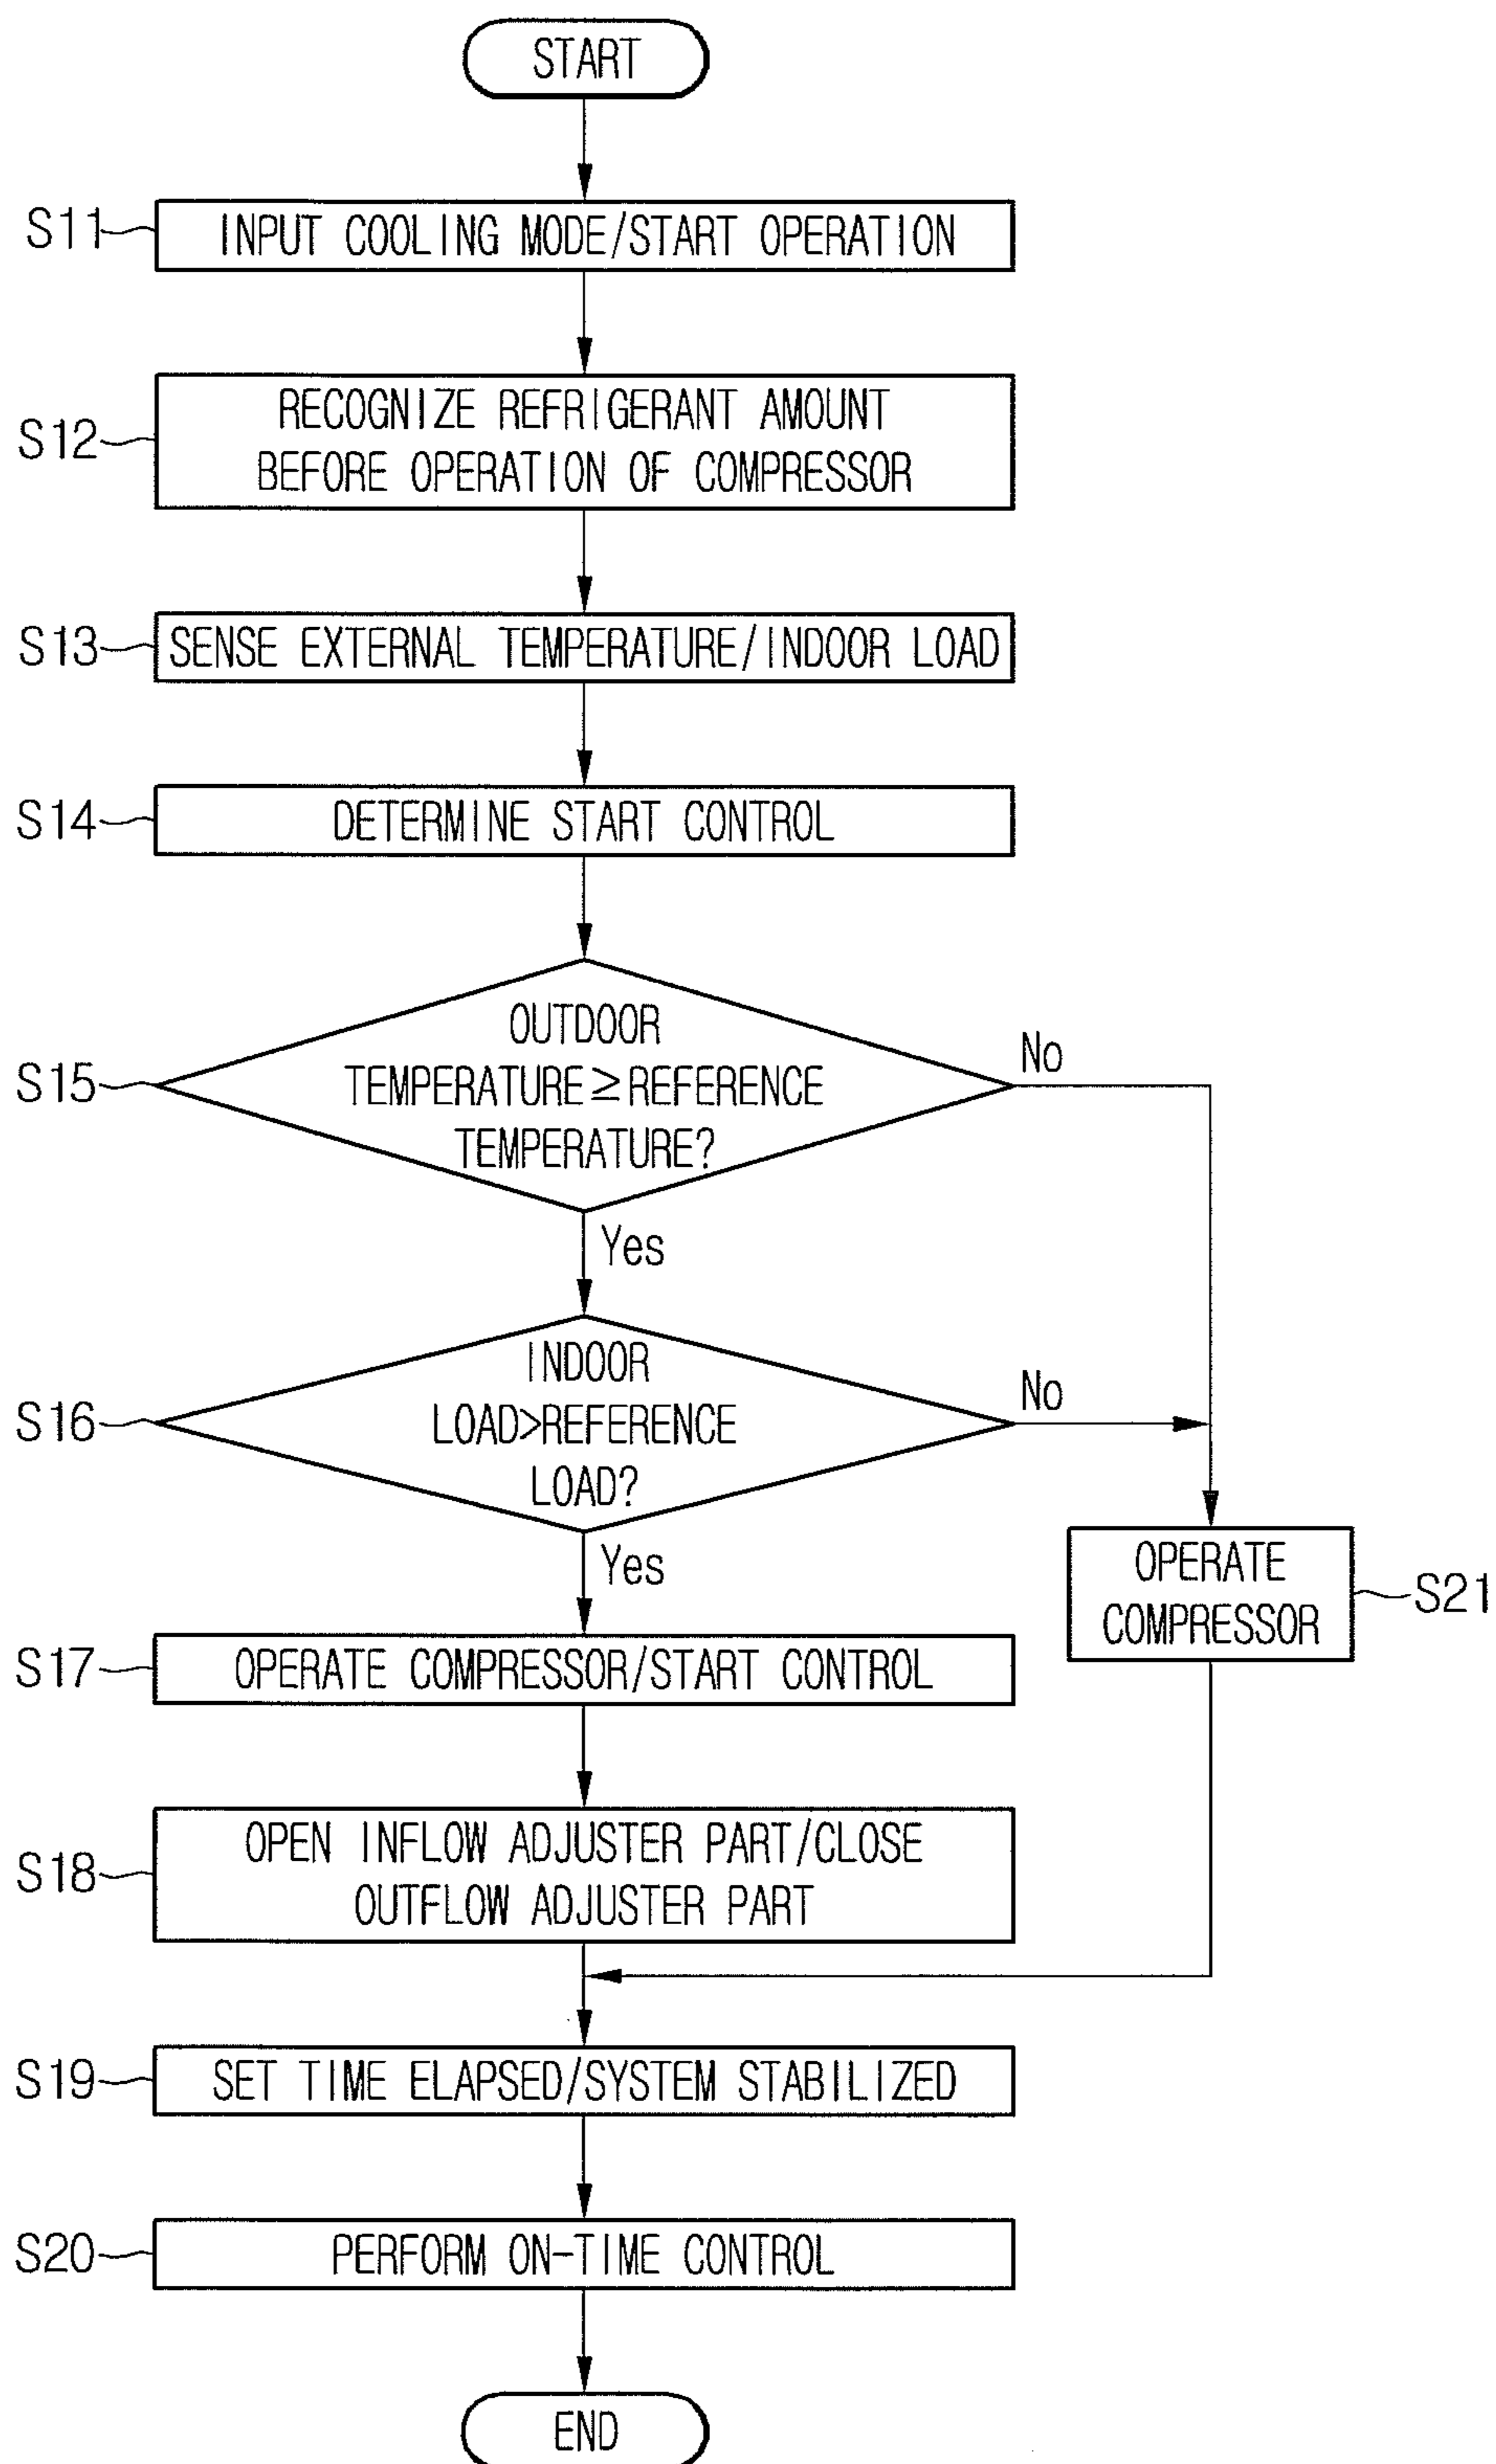 START
S11
INPUT COOLING MODE/START OPERATION
S12
RECOGNIZE REFRIGERANT AMOUNT
BEFORE OPERATION OF COMPRESSOR
S13
SENSE EXTERNAL TEMPERATURE/INDOOR LOAD
S14
DETERMINE START CONTROL
S15
OUTDOOR
TEMPERATURE≥REFERENCE
TEMPERATURE?
No
Yes
S16
INDOOR
LOAD>REFERENCE
LOAD?
No
Yes
OPERATE
COMPRESSOR
S21
S17
OPERATE COMPRESSOR/START CONTROL
S18
OPEN INFLOW ADJUSTER PART/CLOSE
OUTFLOW ADJUSTER PART
S19
SET TIME ELAPSED/SYSTEM STABILIZED
S20
PERFORM ON-TIME CONTROL
END